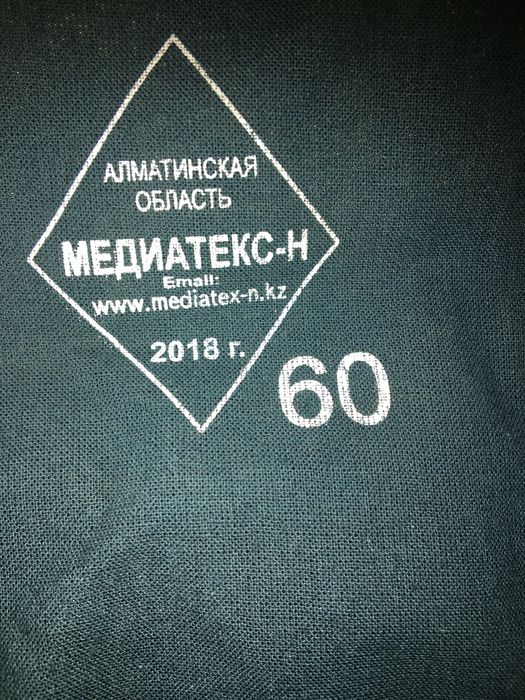 АЛМАТИНСКАЯ
ОБЛАСТЬ
МЕДИАТЕКС-Н
Email:
www.mediatex-n.kz
2018 г.
60